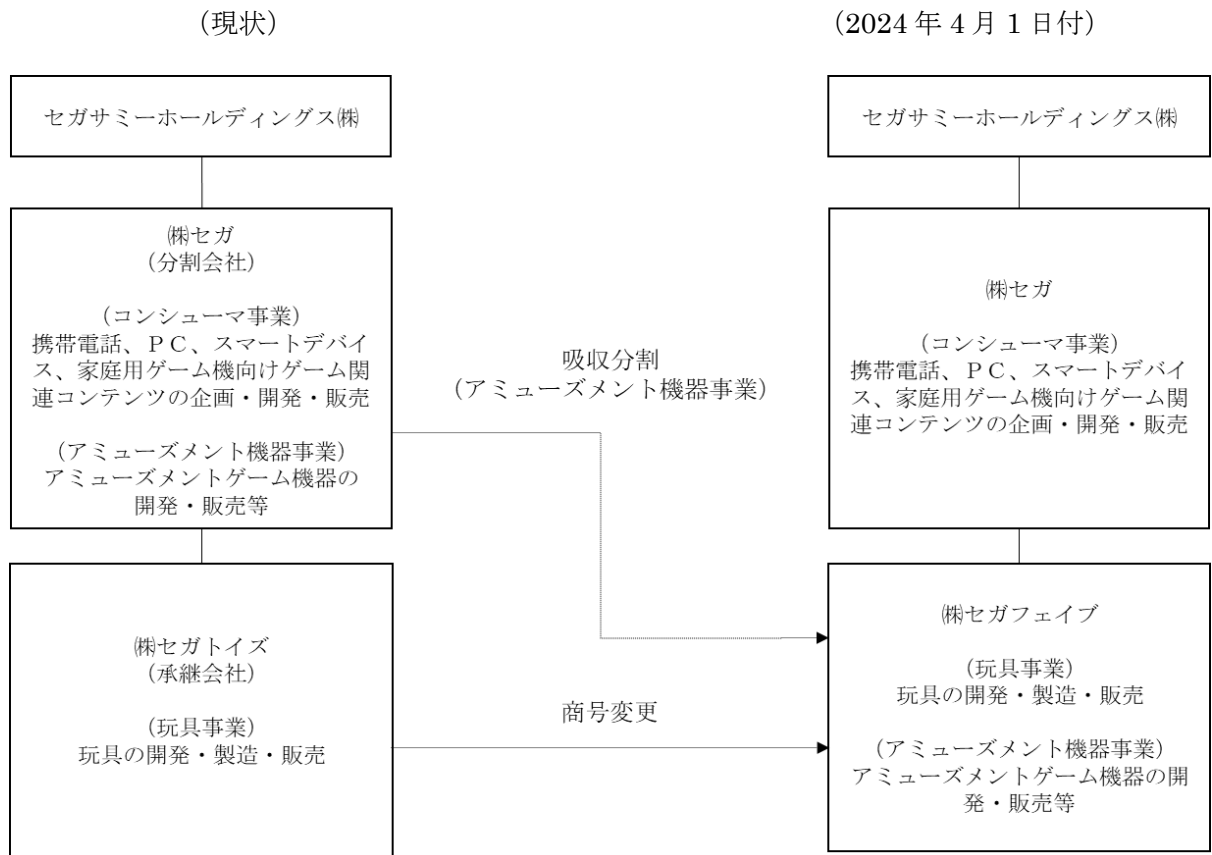 （現状）
（2024年4月1日付）
セガサミーホールディングス㈱
セガサミーホールディングス㈱
㈱セガ
（分割会社）
（コンシューマ事業）
携帯電話、ＰＣ、スマートデバイ
ス、家庭用ゲーム機向けゲーム関
連コンテンツの企画・開発・販売
（アミューズメント機器事業）
アミューズメントゲーム機器の
開発・販売等
吸収分割
（アミューズメント機器事業）
㈱セガ
（コンシューマ事業）
携帯電話、ＰＣ、スマートデバイ
ス、家庭用ゲーム機向けゲーム関
連コンテンツの企画・開発・販売
㈱セガトイズ
（承継会社）
（玩具事業）
玩具の開発・製造・販売
商号変更
㈱セガフェイブ
（玩具事業）
玩具の開発・製造・販売
（アミューズメント機器事業）
アミューズメントゲーム機器の開
発・販売等